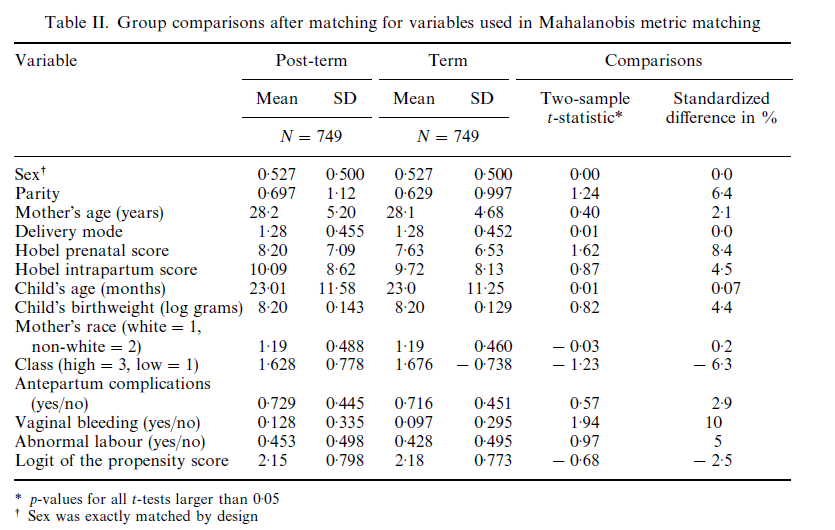 Table II. Group comparisons after matching for variables used in Mahalanobis metric matching
Variable Post-term Term Comparisons
Mean SD Mean SD Two-sample t-statistic* Standardized difference in %
N = 749 N = 749
Sex† 0·527 0·500 0·527 0·500 0·00 0·0
Parity 0·697 1·12 0·629 0·997 1·24 6·4
Mother's age (years) 28·2 5·20 28·1 4·68 0·40 2·1
Delivery mode 1·28 0·455 1·28 0·452 0·01 0·0
Hobel prenatal score 8·20 7·09 7·63 6·53 1·62 8·4
Hobel intrapartum score 10·09 8·62 9·72 8·13 0·87 4·5
Child's age (months) 23·01 11·58 23·0 11·25 0·01 0·07
Child's birthweight (log grams) 8·20 0·143 8·20 0·129 0·82 4·4
Mother's race (white = 1,
non-white = 2) 1·19 0·488 1·19 0·460 − 0·03 0·2
Class (high = 3, low = 1) 1·628 0·778 1·676 − 0·738 − 1·23 − 6·3
Antepartum complications
(yes/no) 0·729 0·445 0·716 0·451 0·57 2·9
Vaginal bleeding (yes/no) 0·128 0·335 0·097 0·295 1·94 10
Abnormal labour (yes/no) 0·453 0·498 0·428 0·495 0·97 5
Logit of the propensity score 2·15 0·798 2·18 0·773 − 0·68 − 2·5
* p-values for all t-tests larger than 0·05
† Sex was exactly matched by design